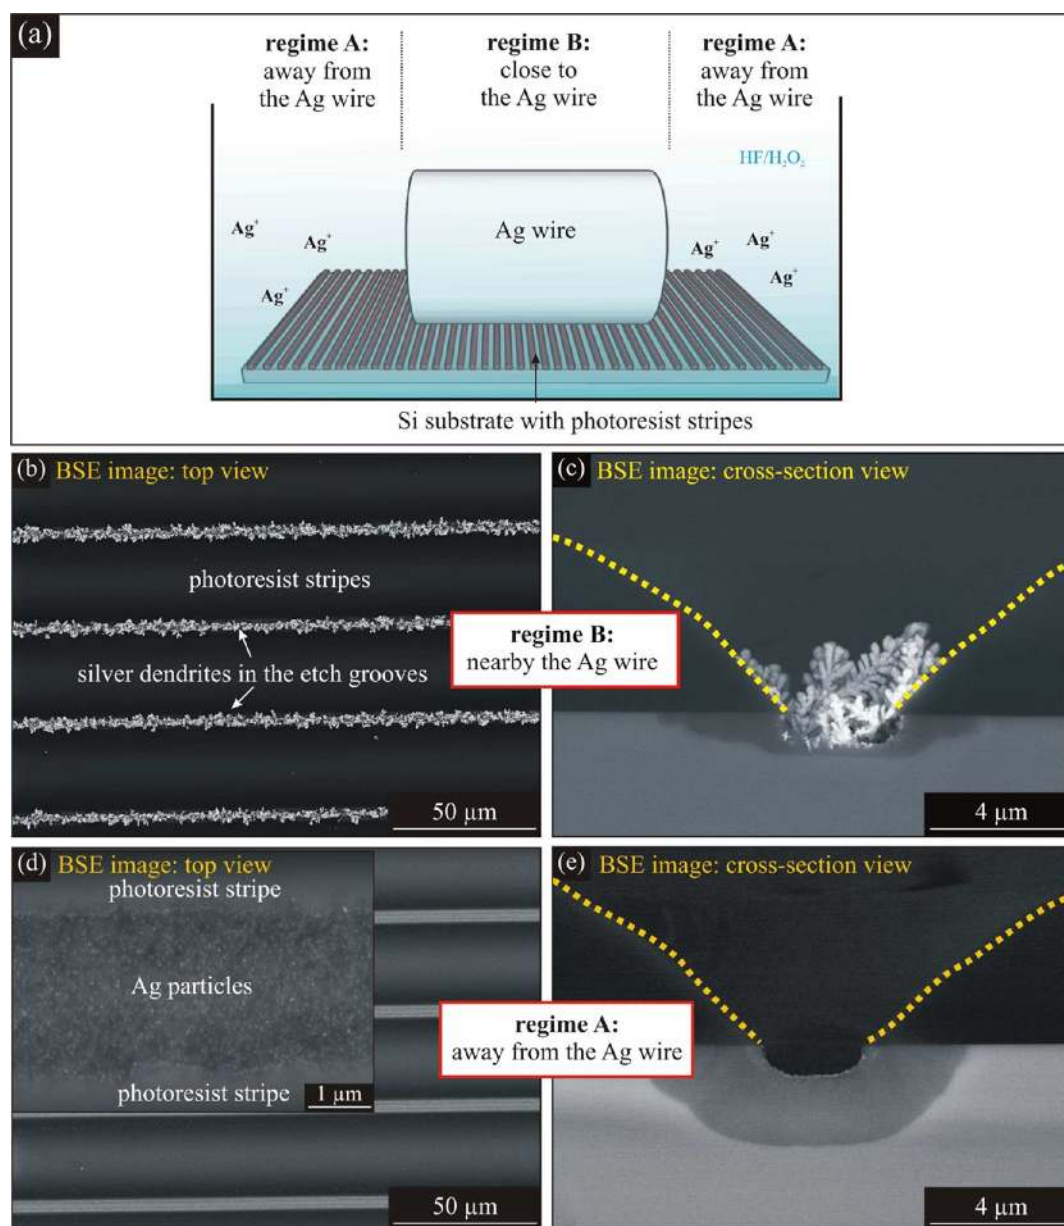 (a)
regime A:
away from
the Ag wire
regime B:
close to
the Ag wire
regime A:
away from
the Ag wire
HF/H₂O₂
Ag⁺
Ag⁺
Ag⁺
Ag wire
Ag⁺
Ag⁺
Ag⁺
Si substrate with photoresist stripes
(b) BSE image: top view
photoresist stripes
silver dendrites in the etch grooves
50 µm
(c) BSE image: cross-section view
regime B:
nearby the Ag wire
4 µm
(d) BSE image: top view
photoresist stripe
Ag particles
photoresist stripe
1 µm
50 µm
(e) BSE image: cross-section view
regime A:
away from the Ag wire
4 µm